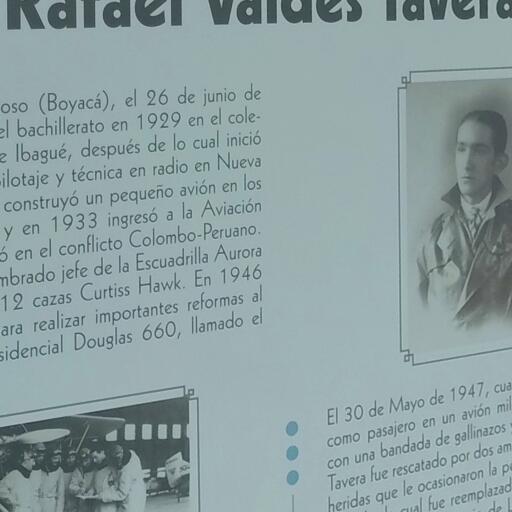 Rafael Valdés Tavera
oso (Boyacá), el 26 de junio de
el bachillerato en 1929 en el cole-
e Ibagué, después de lo cual inició
ilotaje y técnica en radio en Nueva
construyó un pequeño avión en los
y en 1933 ingresó a la Aviación
ó en el conflicto Colombo-Peruano.
mbrado jefe de la Escuadrilla Aurora
12 cazas Curtiss Hawk. En 1946
ara realizar importantes reformas al
sidencial Douglas 660, llamado el
El 30 de Mayo de 1947, cua
como pasajero en un avión mil
con una bandada de gallinazos y
Tavera fue rescatado por dos am
heridas que le ocasionaron la p
cual fue reemplazad